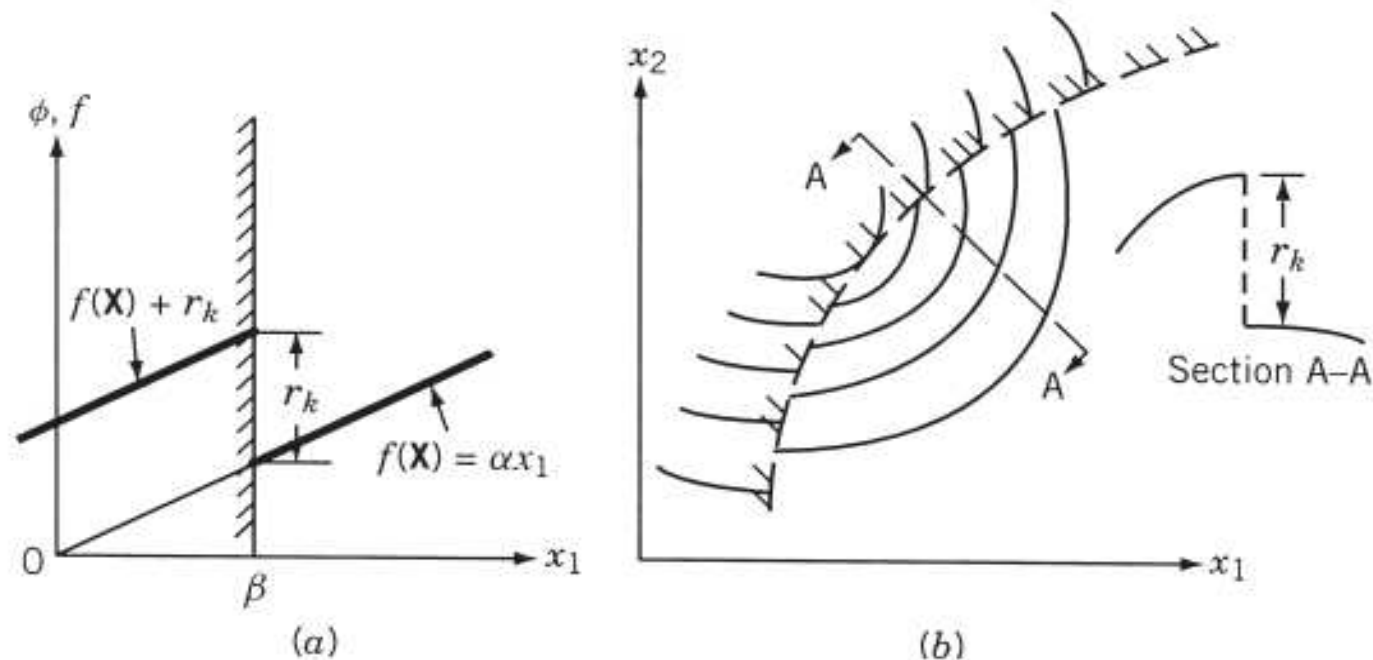 ϕ, f
f(X) + r_k
r_k
f(X) = αx_1
0
β
x_1
(a)
x_2
A
A
x_1
r_k
Section A–A
(b)